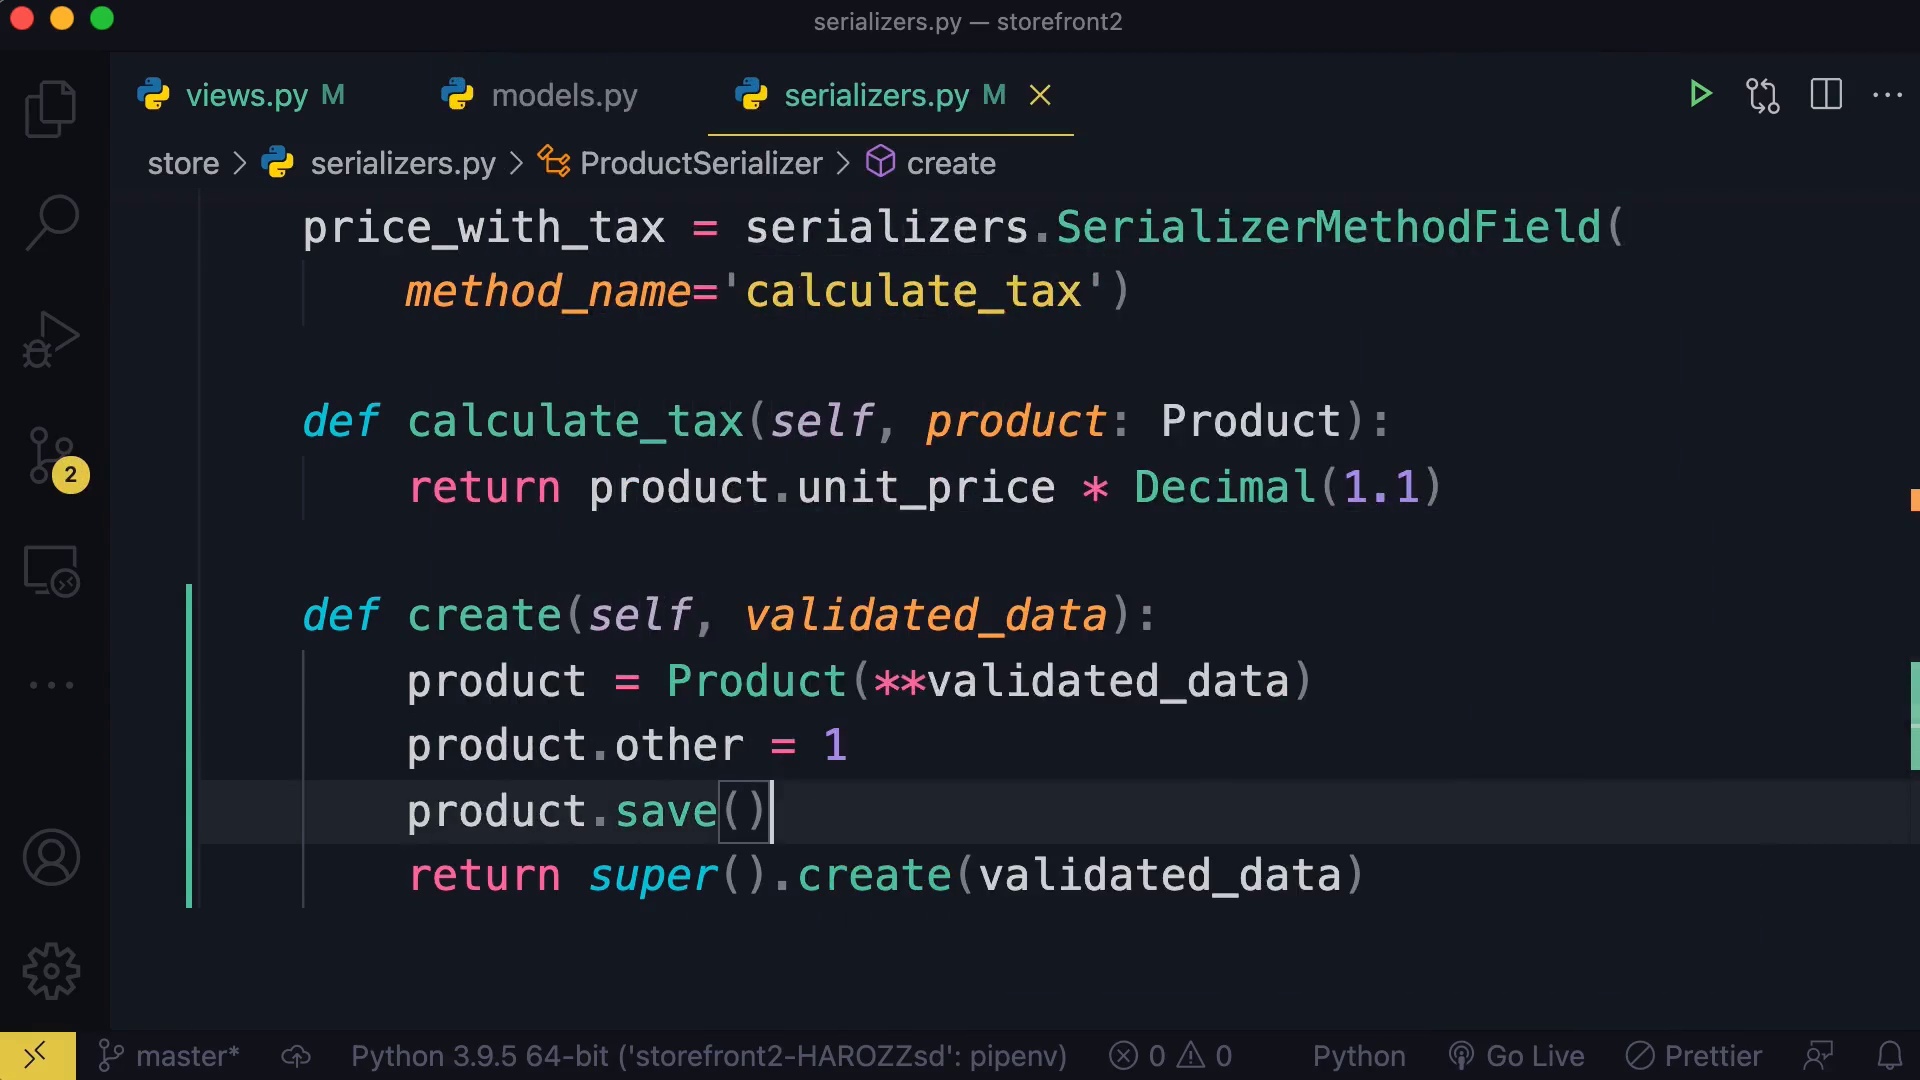 serializers.py — storefront2
views.py M models.py serializers.py M
store > serializers.py > ProductSerializer > create
price_with_tax = serializers.SerializerMethodField(
method_name='calculate_tax')
def calculate_tax(self, product: Product):
return product.unit_price * Decimal(1.1)
def create(self, validated_data):
product = Product(**validated_data)
product.other = 1
product.save()
return super().create(validated_data)
2
master* Python 3.9.5 64-bit ('storefront2-HAROZZsd': pipenv) 0 0 Python Go Live Prettier